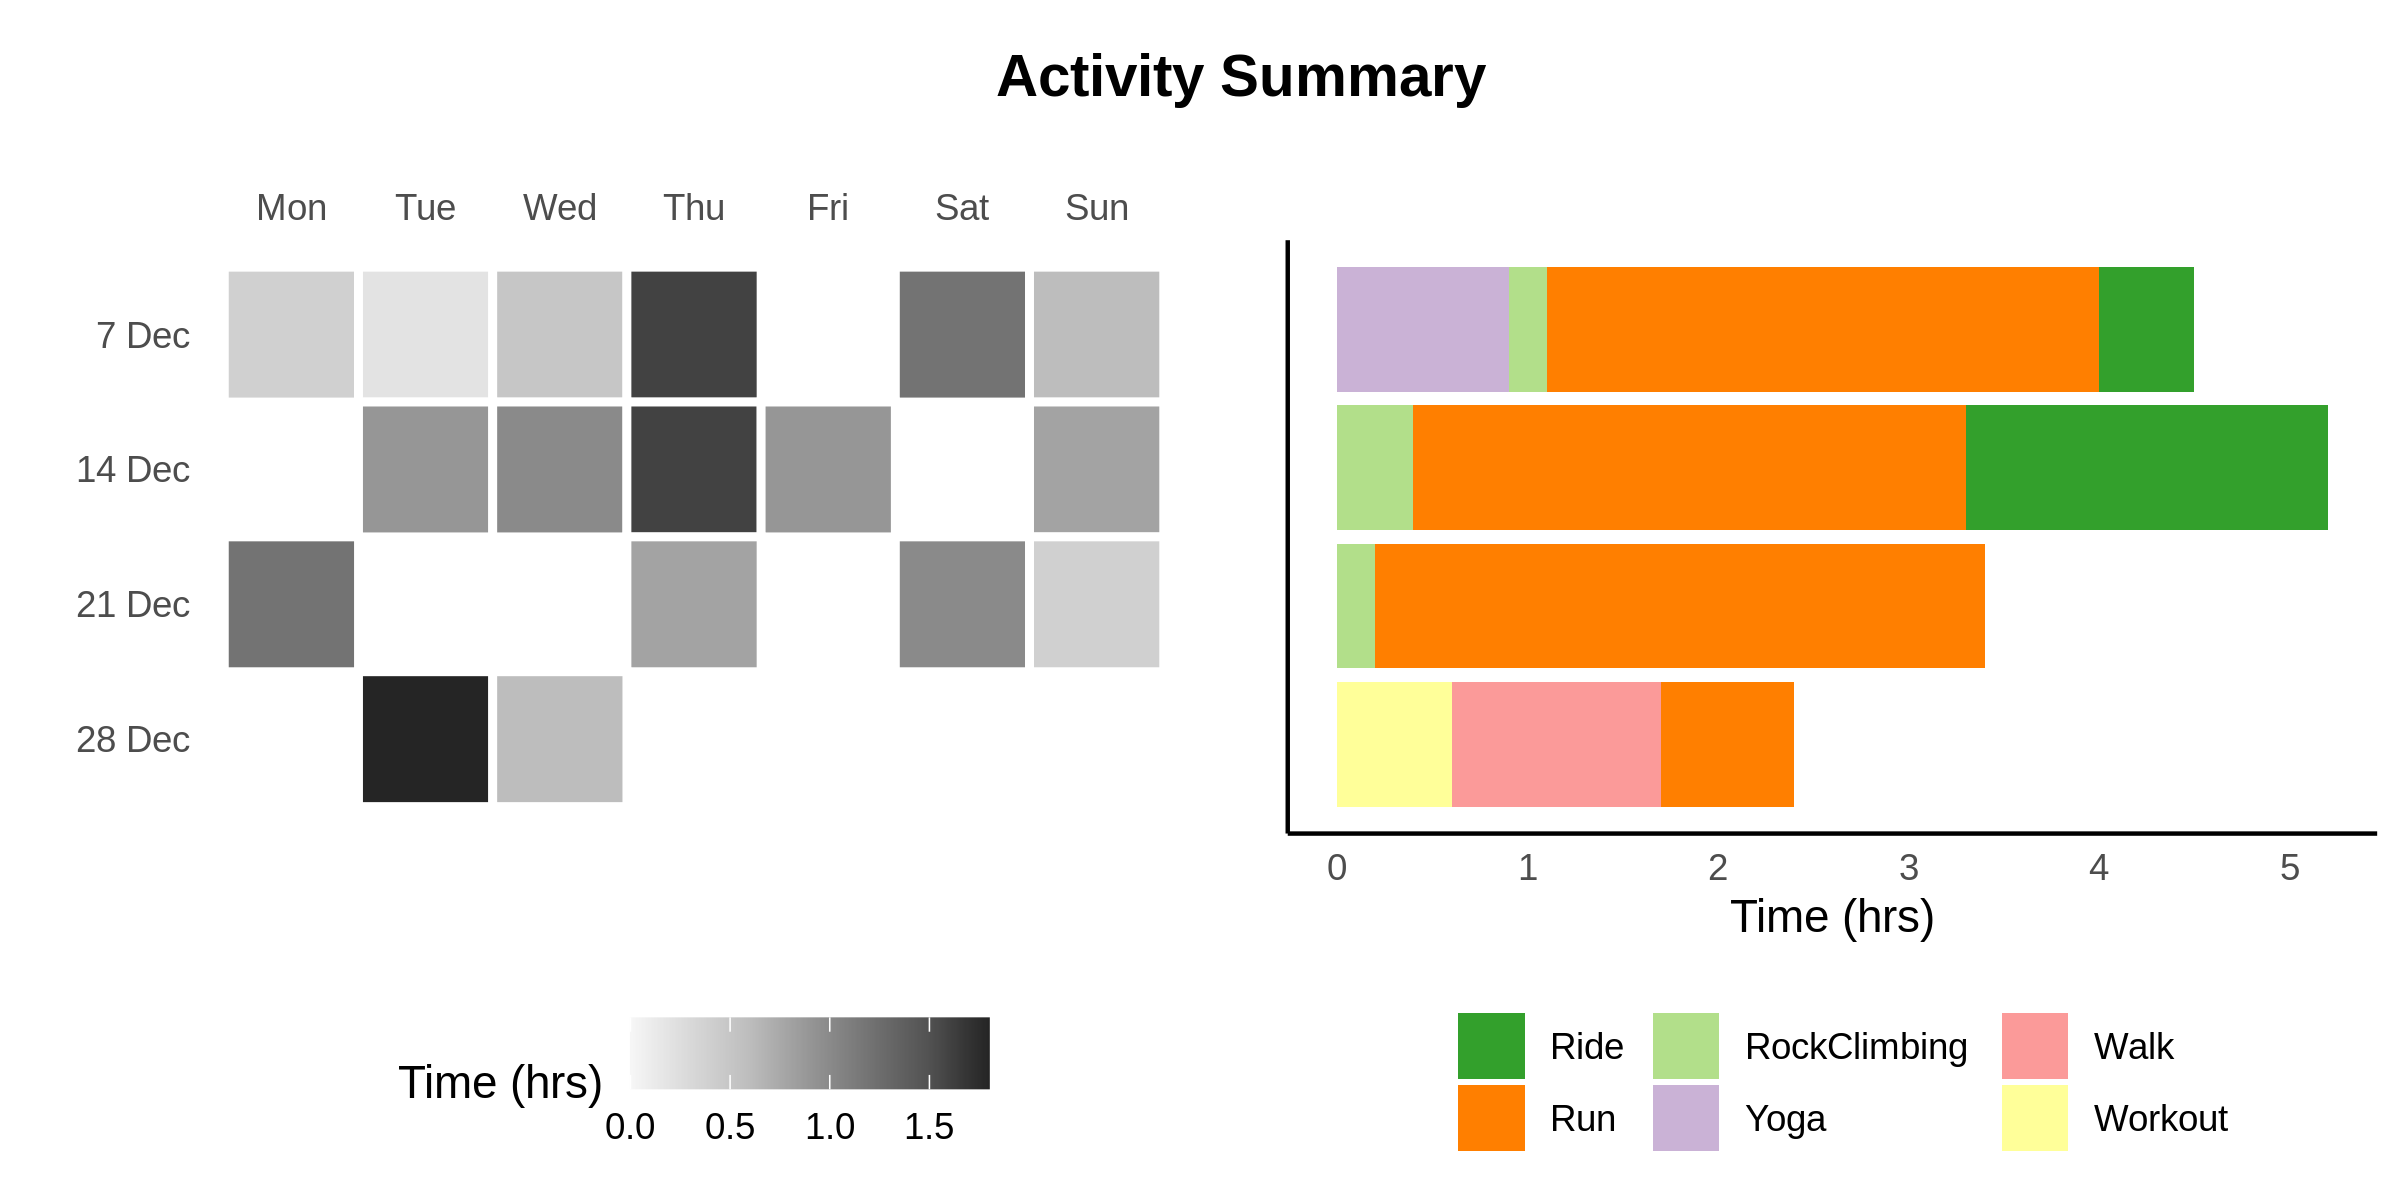 Activity Summary
Mon Tue Wed Thu Fri Sat Sun
7 Dec
14 Dec
21 Dec
28 Dec
0 1 2 3 4 5
Time (hrs)
Time (hrs)
0.0 0.5 1.0 1.5
Ride RockClimbing Walk
Run Yoga Workout